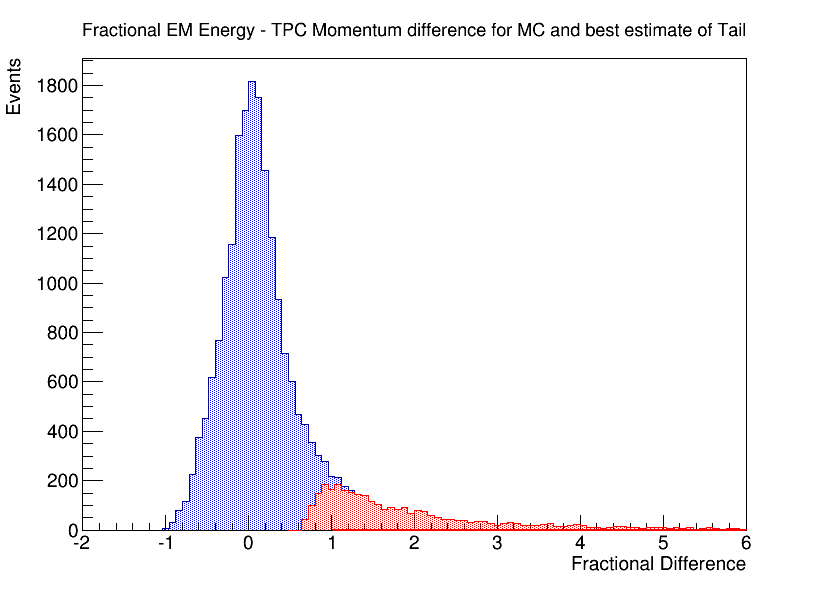 Fractional EM Energy - TPC Momentum difference for MC and best estimate of Tail
Events
1800
1600
1400
1200
1000
800
600
400
200
0
-2 -1 0 1 2 3 4 5 6
Fractional Difference